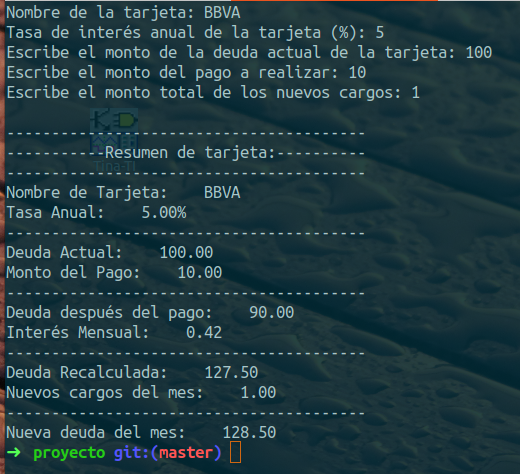 Nombre de la tarjeta: BBVA
Tasa de interés anual de la tarjeta (%): 5
Escribe el monto de la deuda actual de la tarjeta: 100
Escribe el monto del pago a realizar: 10
Escribe el monto total de los nuevos cargos: 1
----------------------------------------
-----------Resumen de tarjeta:----------
----------------------------------------
Nombre de Tarjeta:    BBVA
Tasa Anual:    5.00%
----------------------------------------
Deuda Actual:    100.00
Monto del Pago:    10.00
----------------------------------------
Deuda después del pago:    90.00
Interés Mensual:    0.42
----------------------------------------
Deuda Recalculada:    127.50
Nuevos cargos del mes:    1.00
----------------------------------------
Nueva deuda del mes:    128.50
➜ proyecto git:(master)